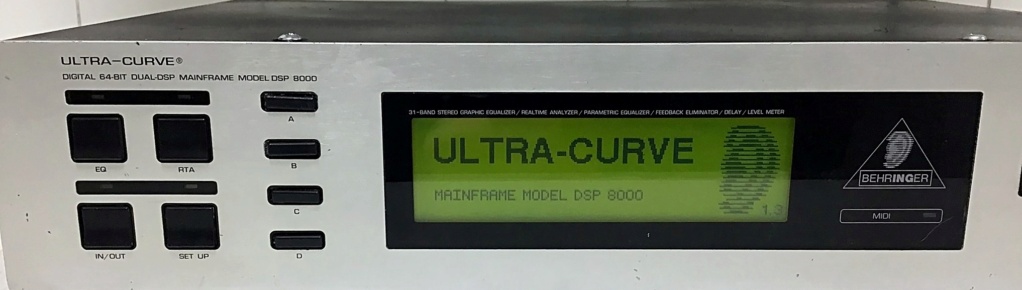 ULTRA-CURVE®
DIGITAL 64-BIT DUAL-DSP MAINFRAME MODEL DSP 8000
EQ
RTA
IN/OUT
SET UP
A
B
C
D
31-BAND STEREO GRAPHIC EQUALIZER / REALTIME ANALYZER / PARAMETRIC EQUALIZER / FEEDBACK ELIMINATOR / DELAY / LEVEL METER
ULTRA-CURVE
MAINFRAME MODEL DSP 8000
BEHRINGER
MIDI